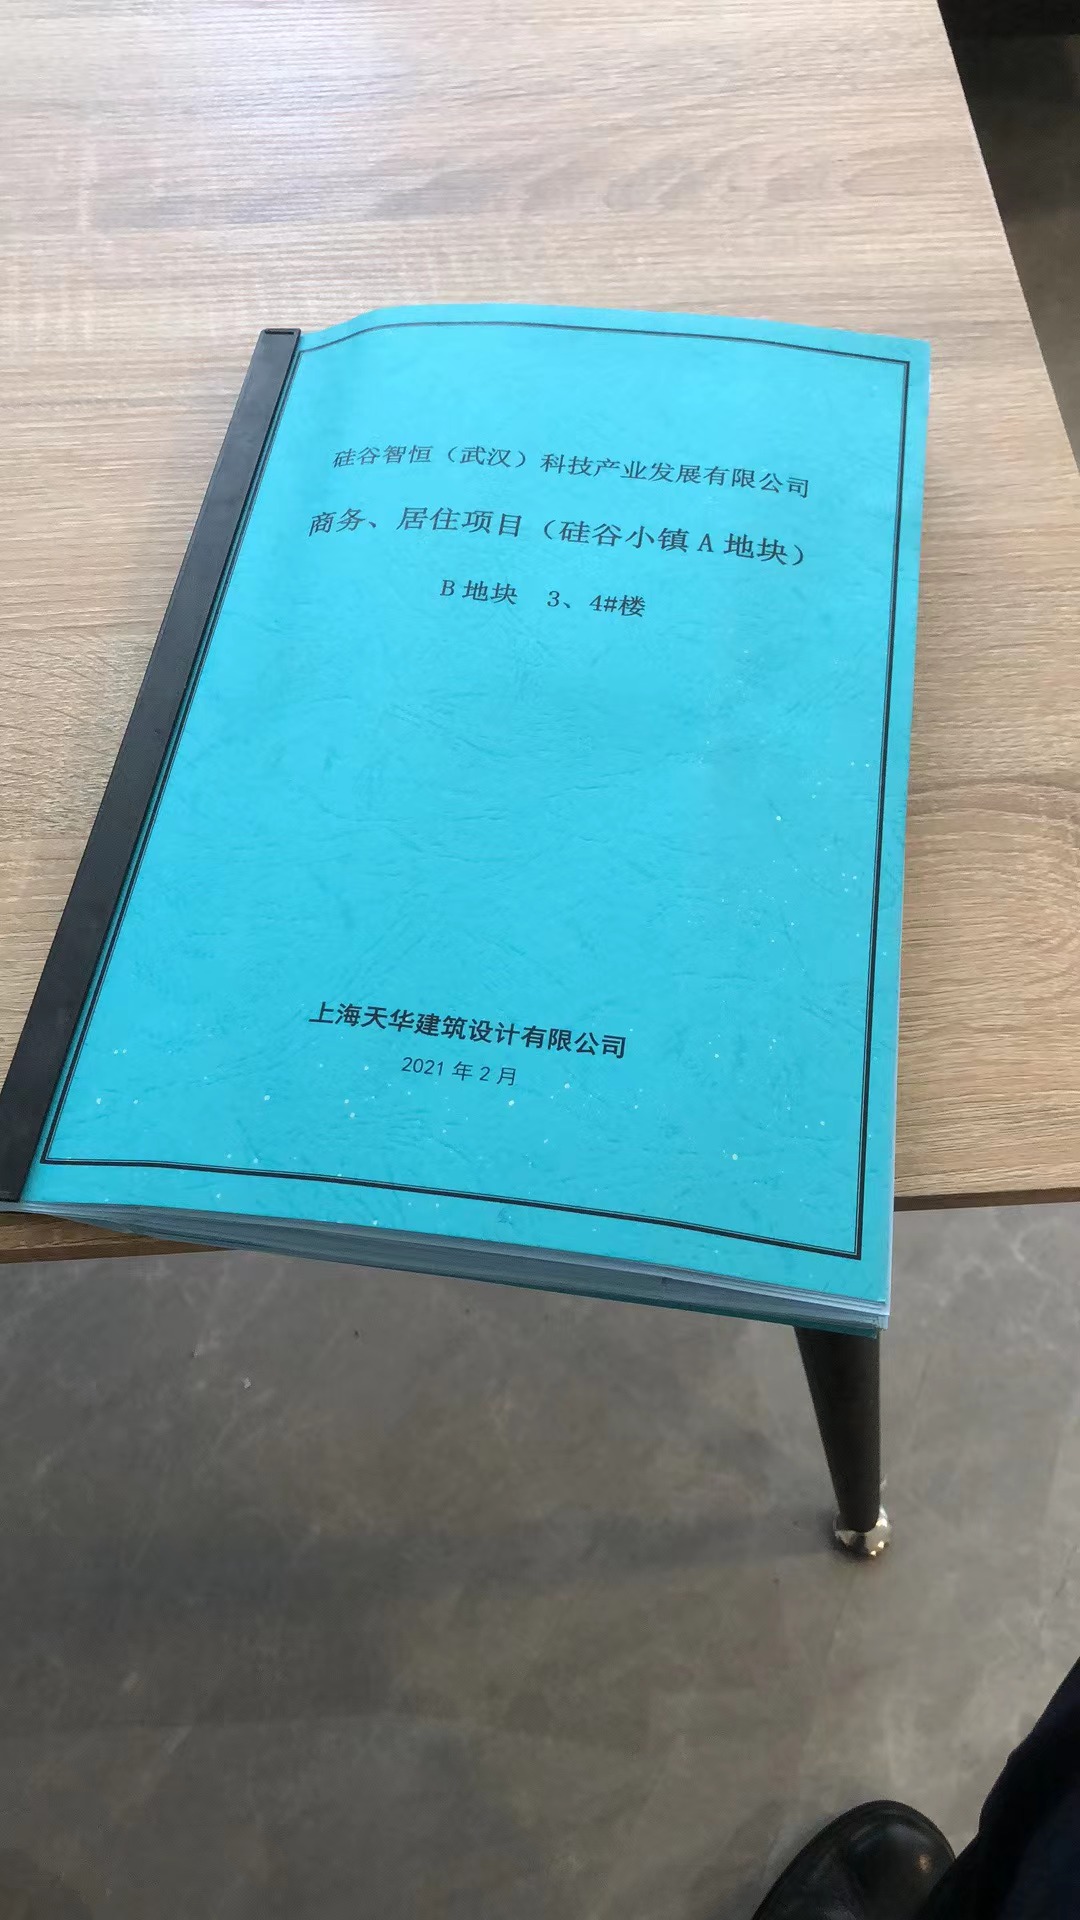 硅谷智恒（武汉）科技产业发展有限公司
商务、居住项目（硅谷小镇 A 地块）
B 地块 3、4#楼
上海天华建筑设计有限公司
2021 年 2 月